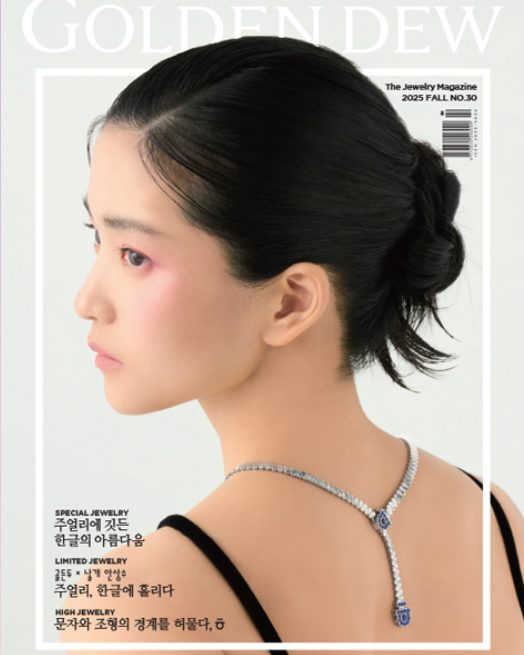 GOLDEN DEW
The Jewelry Magazine
2025 FALL NO.30
SPECIAL JEWELRY
주얼리에 깃든
한글의 아름다움
LIMITED JEWELRY
골든듀 × 날개 안상수
주얼리, 한글에 홀리다
HIGH JEWELRY
문자와 조형의 경계를 허물다, ㅎ